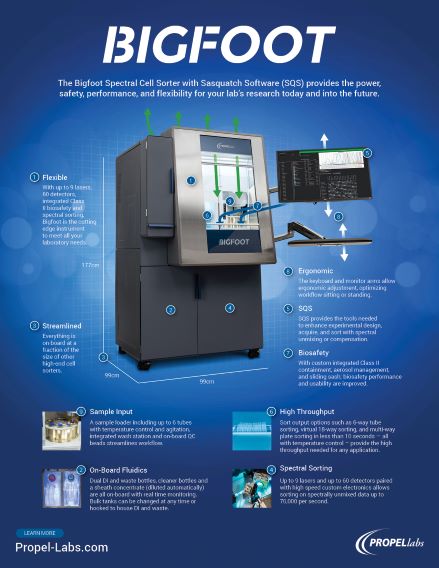 BIGFOOT
The Bigfoot Spectral Cell Sorter with Sasquatch Software (SQS) provides the power,
safety, performance, and flexibility for your lab's research today and into the future.
1 Flexible
With up to 9 lasers,
60 detectors,
integrated Class
II biosafety and
spectral sorting,
Bigfoot is the cutting
edge instrument
to meet all your
laboratory needs.
177cm
3 Streamlined
Everything is
on-board at a
fraction of the
size of other
high-end cell
sorters.
PROPEL LABS
BIGFOOT
99cm
99cm
Ergonomic
The keyboard and monitor arms allow
ergonomic adjustment, optimizing
workflow sitting or standing.
5 SQS
SQS provides the tools needed
to enhance experimental design,
acquire, and sort with spectral
unmixing or compensation.
7 Biosafety
With custom integrated Class II
containment, aerosol management,
and sliding sash, biosafety performance
and usability are improved.
9 Sample Input
A sample loader including up to 6 tubes
with temperature control and agitation,
integrated wash station and on-board QC
beads streamlines workflow.
6 High Throughput
Sort output options such as 6-way tube
sorting, virtual 18-way sorting, and multi-way
plate sorting in less than 10 seconds – all
with temperature control – provide the high
throughput needed for any application.
2 On-Board Fluidics
Dual DI and waste bottles, cleaner bottles and
a sheath concentrate (diluted automatically)
are all on-board with real time monitoring.
Bulk tanks can be changed at any time or
hooked to house DI and waste.
4 Spectral Sorting
Up to 9 lasers and up to 60 detectors paired
with high speed custom electronics allows
sorting on spectrally unmixed data up to
70,000 per second.
LEARN MORE
Propel-Labs.com
PROPEL labs